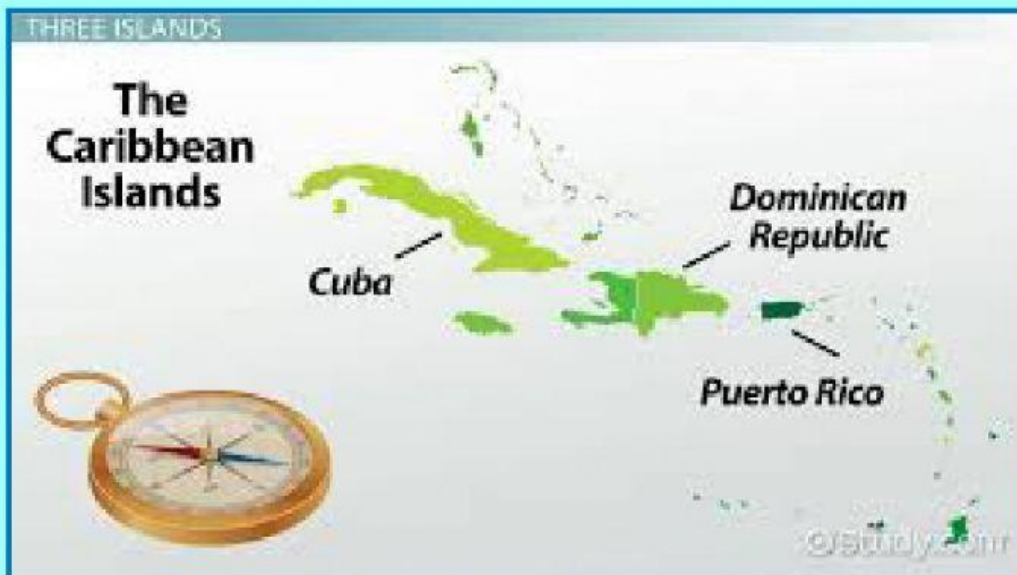 THREE ISLANDS
The
Caribbean
Islands
Dominican
Republic
Cuba
Puerto Rico
©Study.com